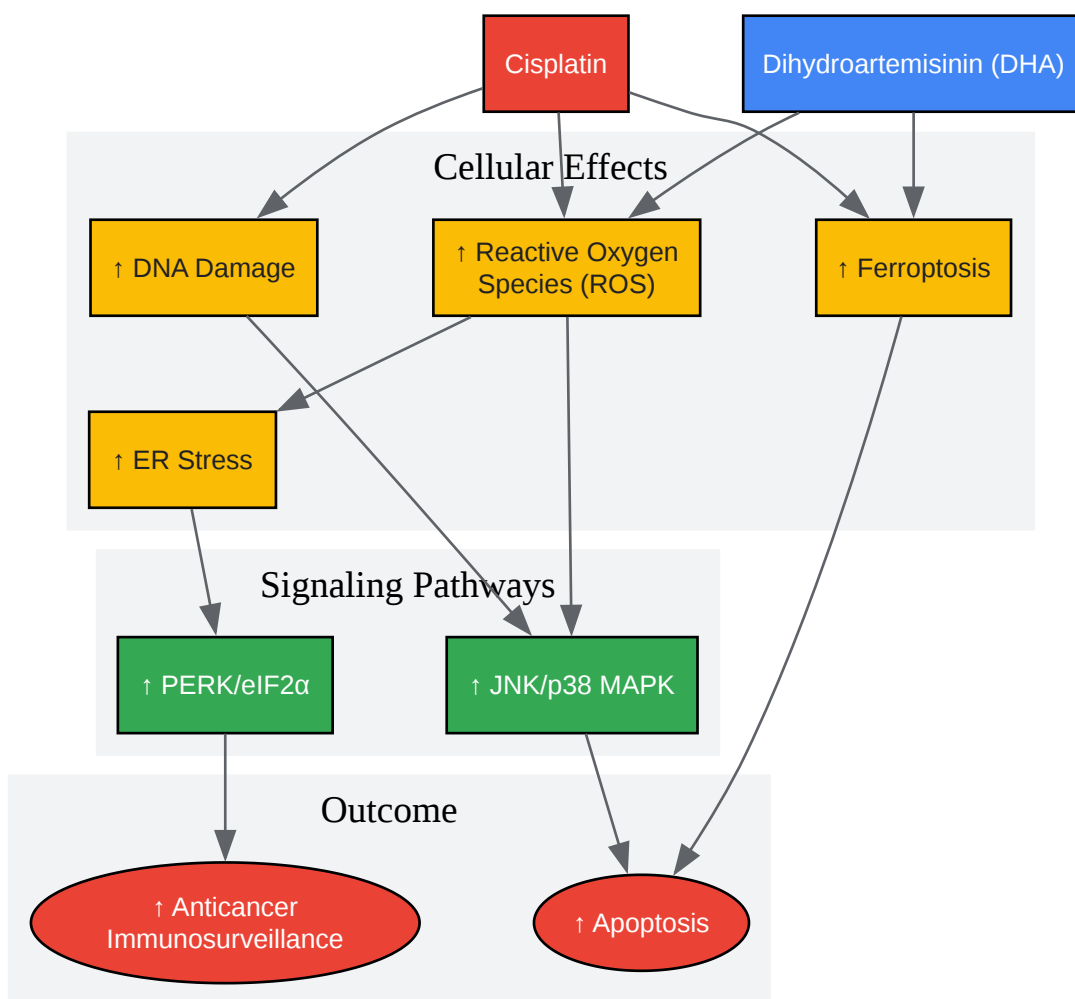 Cisplatin
Dihydroartemisinin (DHA)
Cellular Effects
↑ DNA Damage
↑ Reactive Oxygen
Species (ROS)
↑ Ferroptosis
↑ ER Stress
Signaling Pathways
↑ PERK/eIF2α
↑ JNK/p38 MAPK
Outcome
↑ Anticancer
Immunosurveillance
↑ Apoptosis